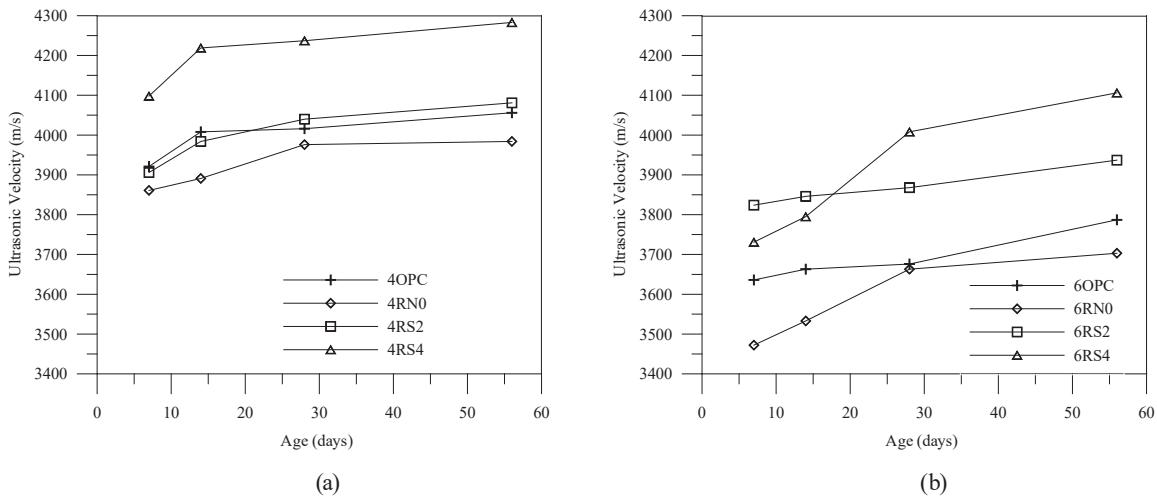 4300
4200
4100
4000
3900
3800
3700
3600
3500
3400
Ultrasonic Velocity (m/s)
4OPC
4RN0
4RS2
4RS4
0 10 20 30 40 50 60
Age (days)
(a)
4300
4200
4100
4000
3900
3800
3700
3600
3500
3400
Ultrasonic Velocity (m/s)
6OPC
6RN0
6RS2
6RS4
0 10 20 30 40 50 60
Age (days)
(b)